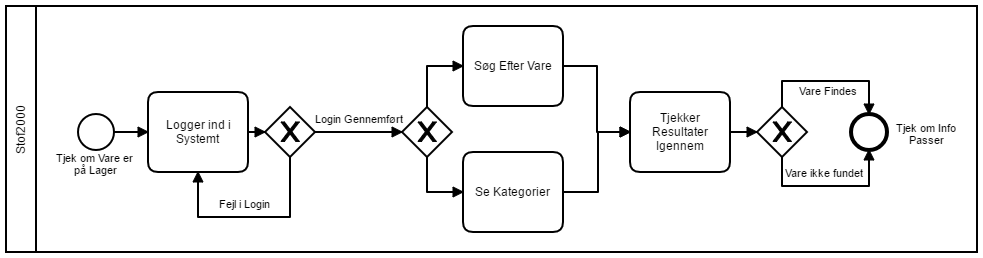 Stof2000
Tjek om Vare er
på Lager
Logger ind i
Systemt
Fejl i Login
Login Gennemført
Søg Efter Vare
Se Kategorier
Tjekker
Resultater
Igennem
Vare Findes
Vare ikke fundet
Tjek om Info
Passer